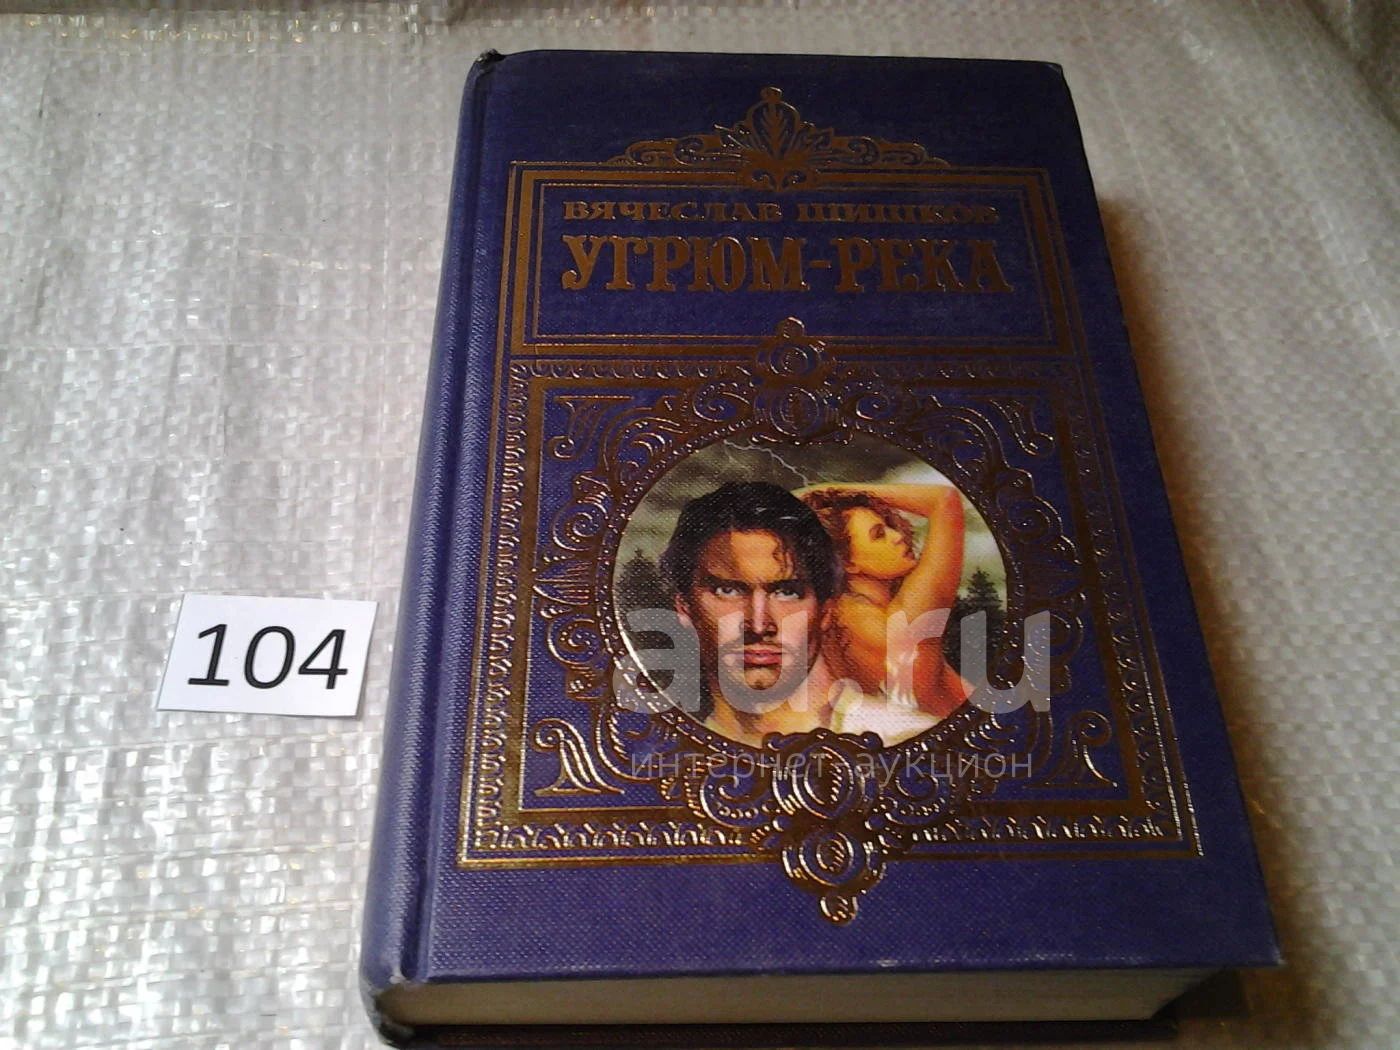 ВЯЧЕСЛАВ ШИШКОВ
УГРЮМ-РЕКА
104
au.ru
интернет аукцион